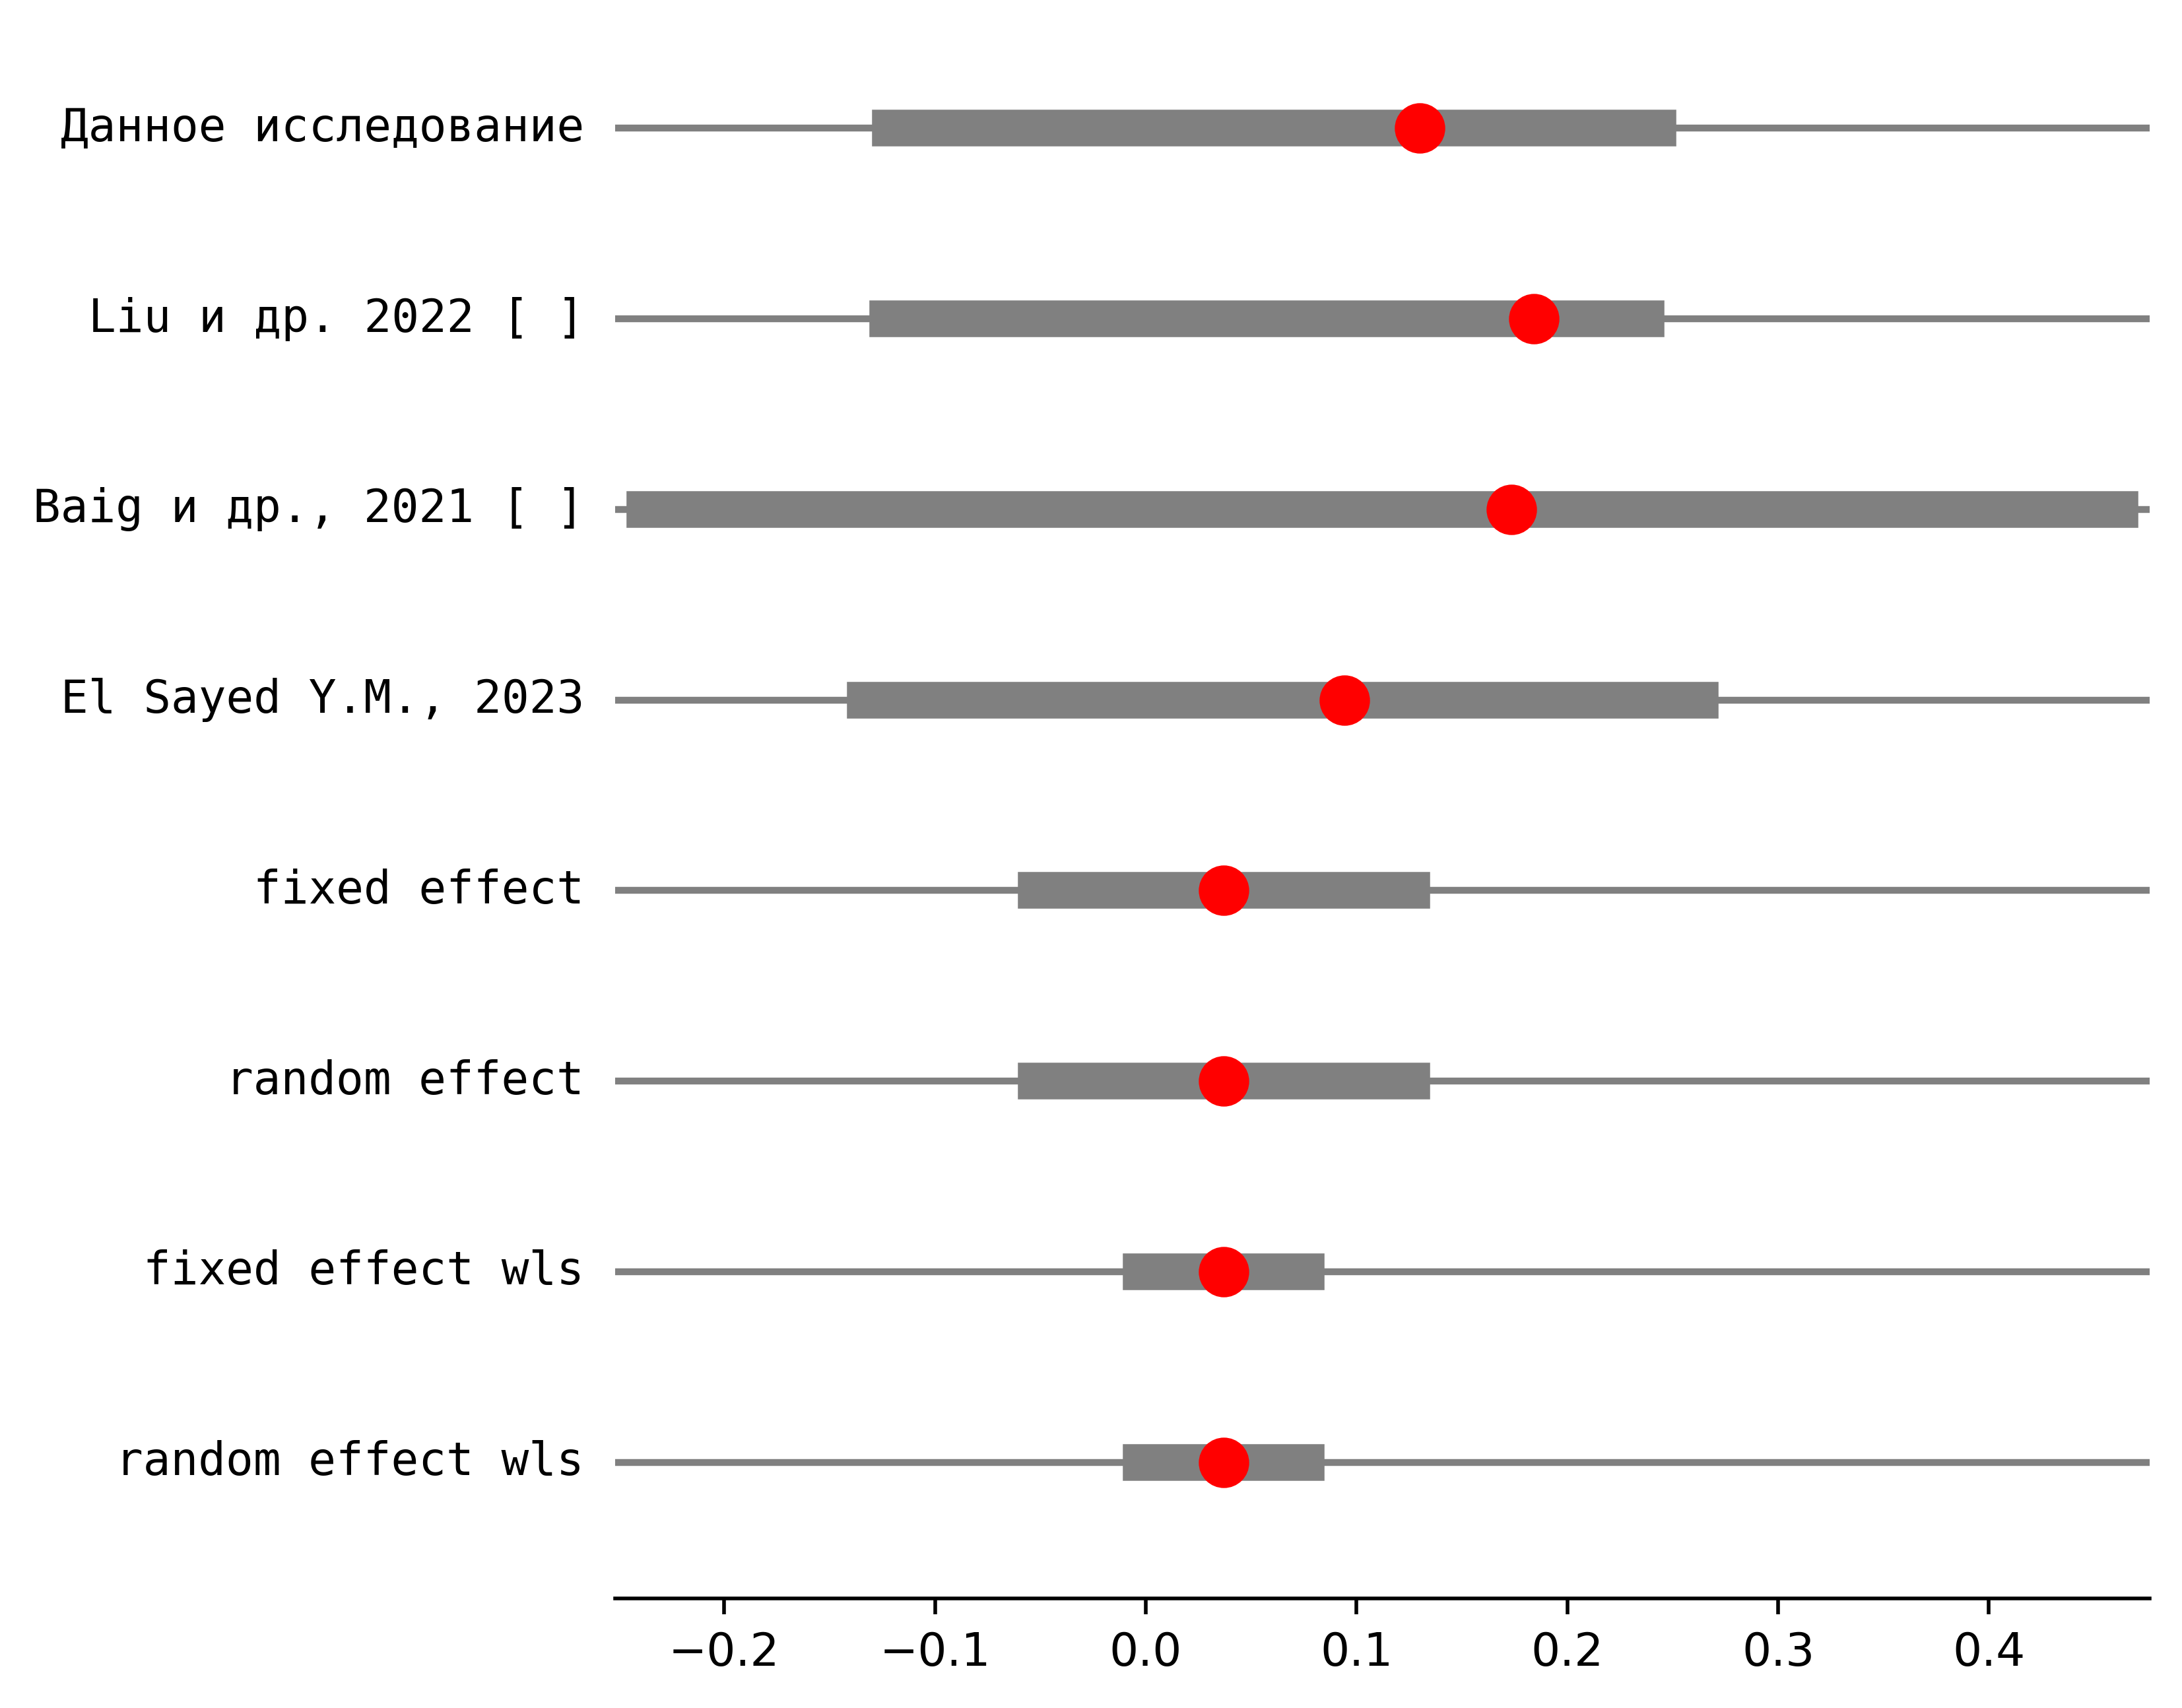 Данное исследование
Liu и др. 2022 [ ]
Baig и др., 2021 [ ]
El Sayed Y.M., 2023
fixed effect
random effect
fixed effect wls
random effect wls
−0.2 −0.1 0.0 0.1 0.2 0.3 0.4